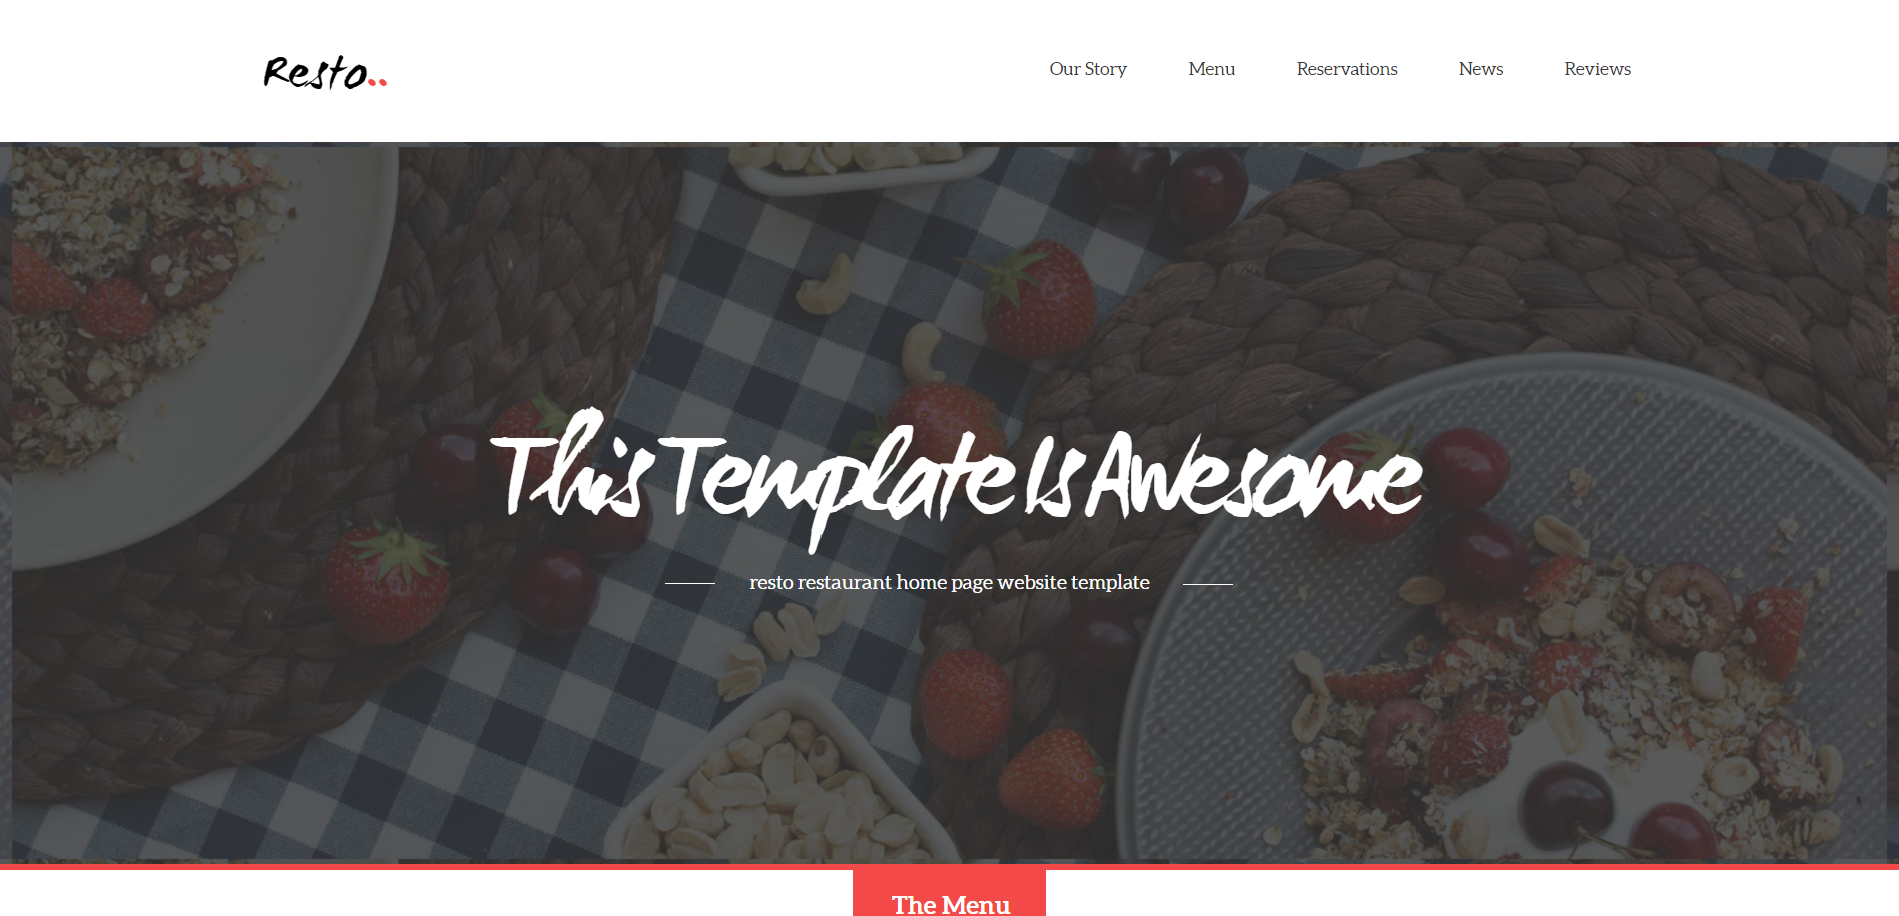 Resto..
Our Story Menu Reservations News Reviews
This Template Is Awesome
resto restaurant home page website template
The Menu